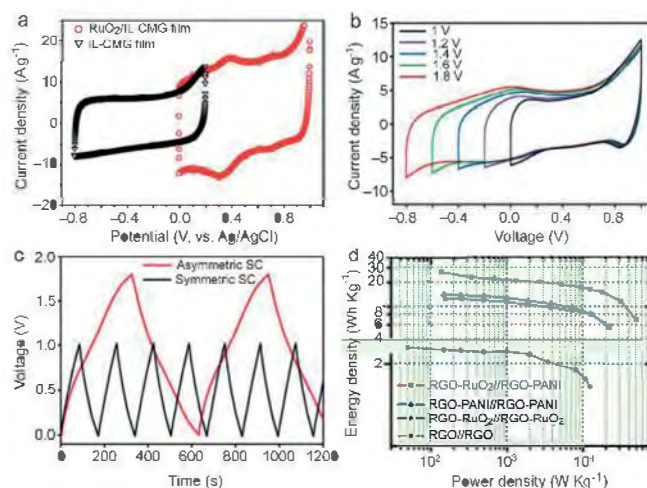 a
RuO₂/IL-CMG film
IL-CMG film
Current density (A g⁻¹)
20
10
0
-10
-20
-0.8
-0.4
0.0
0.4
0.8
Potential (V, vs. Ag/AgCl)
b
1 V
1.2 V
1.4 V
1.6 V
1.8 V
Current density (A g⁻¹)
15
10
5
0
-5
-10
-0.8
-0.4
0.0
0.4
0.8
Voltage (V)
c
Asymmetric SC
Symmetric SC
Voltage (V)
2.0
1.5
1.0
0.5
0.0
0
200
400
600
800
1000
1200
Time (s)
d
Energy density (Wh Kg⁻¹)
40
30
20
8
6
4
2
RGO-RuO₂//RGO-PANI
RGO-PANI//RGO-PANI
RGO-RuO₂//RGO-RuO₂
RGO//RGO
10²
10³
10⁴
Power density (W Kg⁻¹)